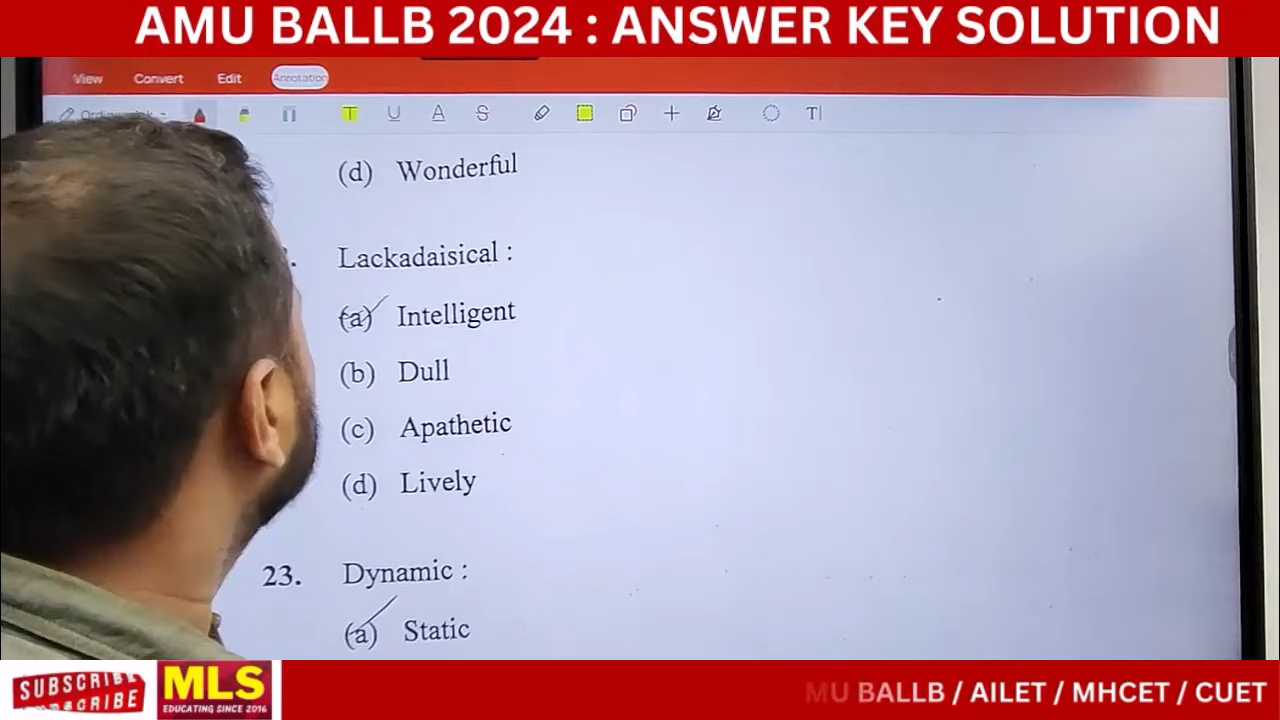 AMU BALLB 2024 : ANSWER KEY SOLUTION
View Convert Edit Annotation
T U A S T|
(d) Wonderful
Lackadaisical :
(a) Intelligent
(b) Dull
(c) Apathetic
(d) Lively
23. Dynamic :
(a) Static
SUBSCRIBE
MLS
EDUCATING SINCE 2016
MU BALLB / AILET / MHCET / CUET